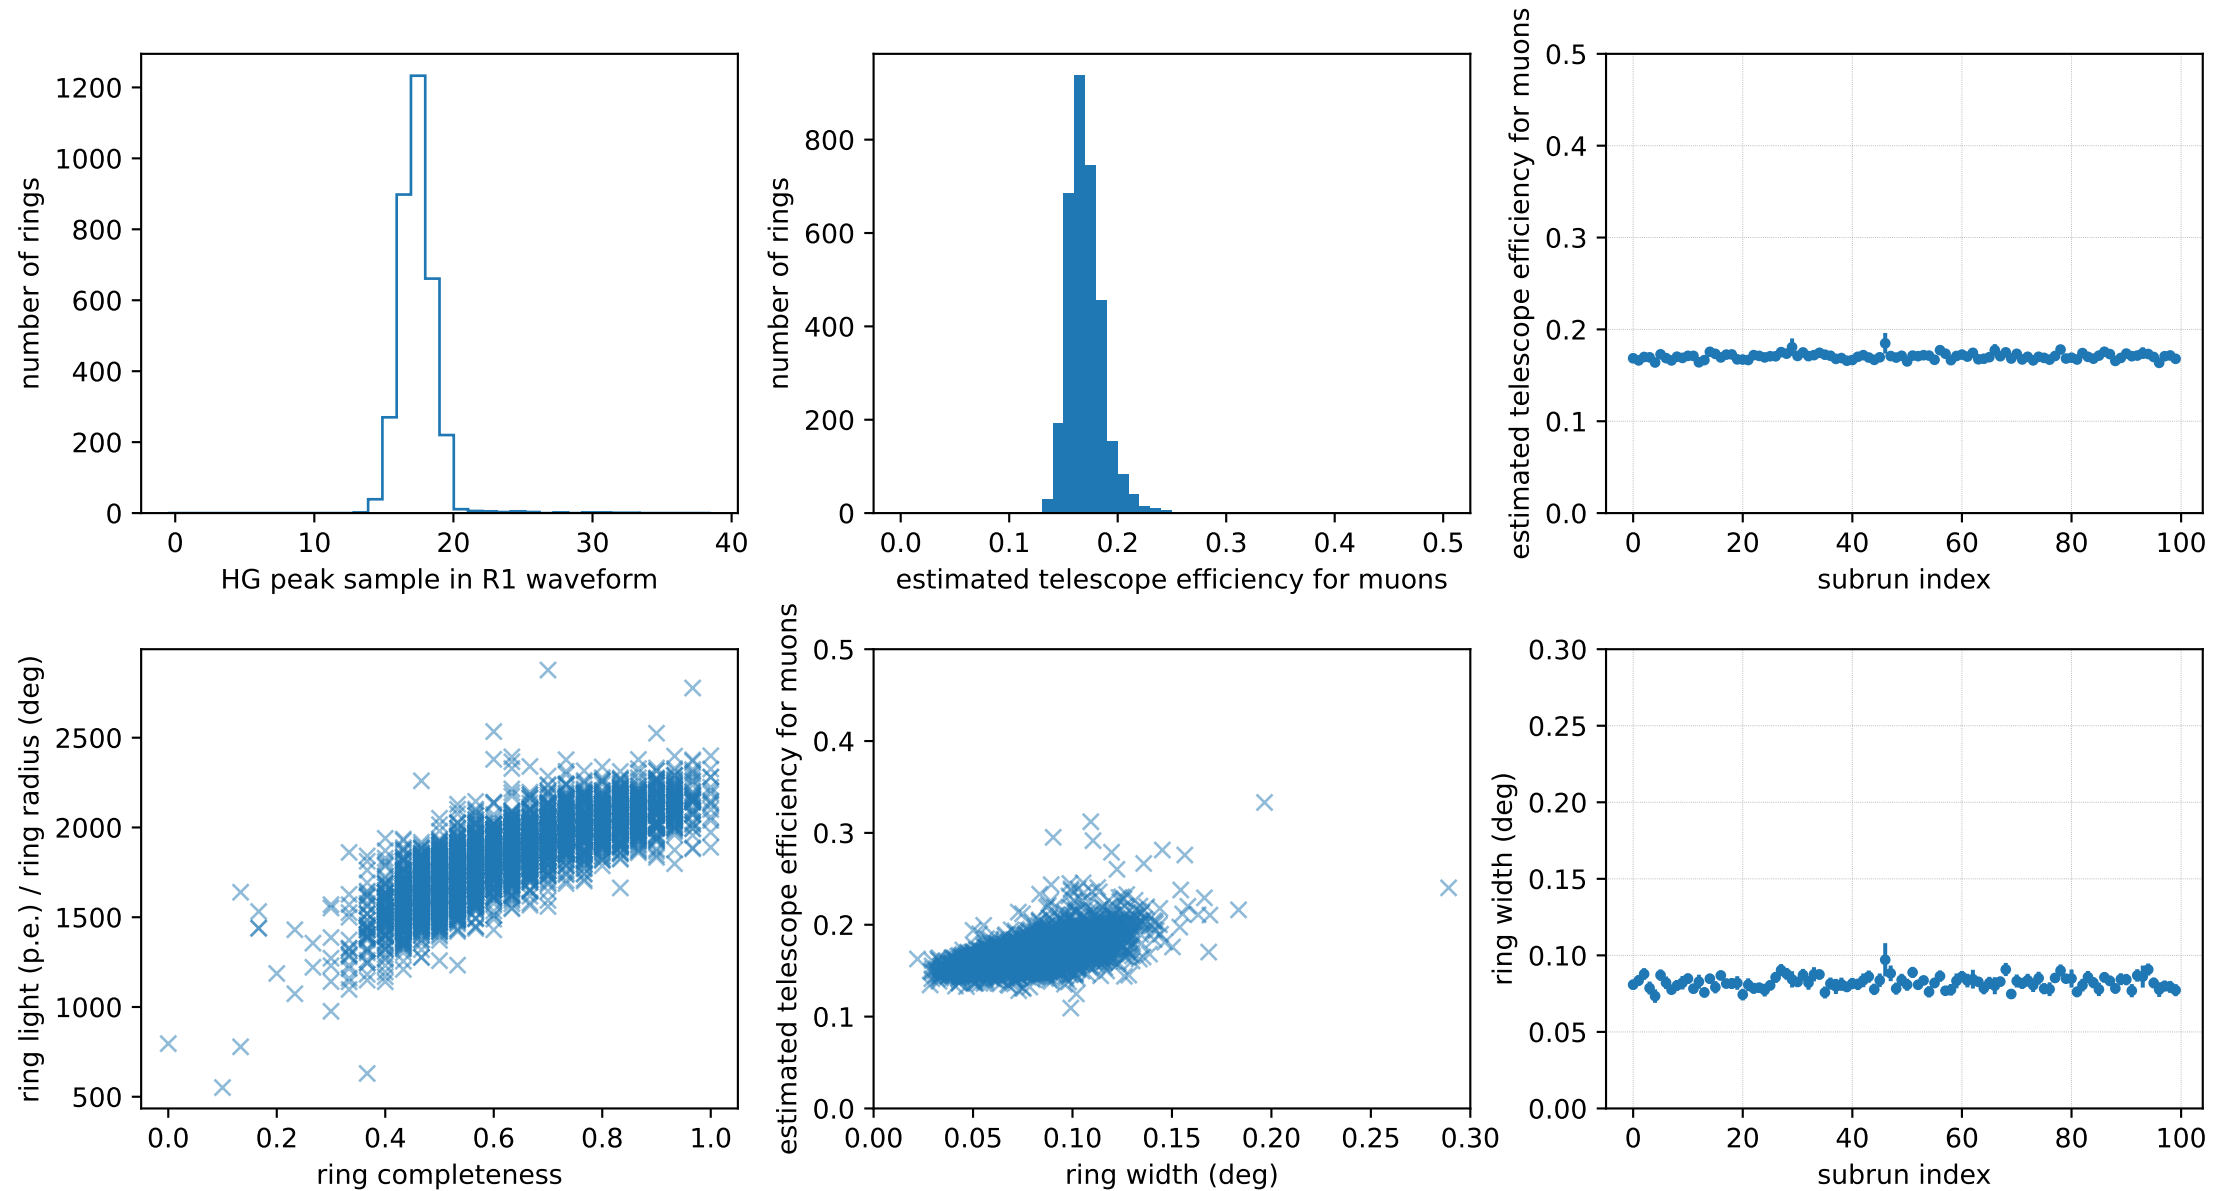 number of rings
1200
1000
800
600
400
200
0
0 10 20 30 40
HG peak sample in R1 waveform
number of rings
800
600
400
200
0
0.0 0.1 0.2 0.3 0.4 0.5
estimated telescope efficiency for muons
estimated telescope efficiency for muons
0.5
0.4
0.3
0.2
0.1
0.0
0 20 40 60 80 100
subrun index
ring light (p.e.) / ring radius (deg)
2500
2000
1500
1000
500
0.0 0.2 0.4 0.6 0.8 1.0
ring completeness
estimated telescope efficiency for muons
0.5
0.4
0.3
0.2
0.1
0.0
0.00 0.05 0.10 0.15 0.20 0.25 0.30
ring width (deg)
ring width (deg)
0.30
0.25
0.20
0.15
0.10
0.05
0.00
0 20 40 60 80 100
subrun index